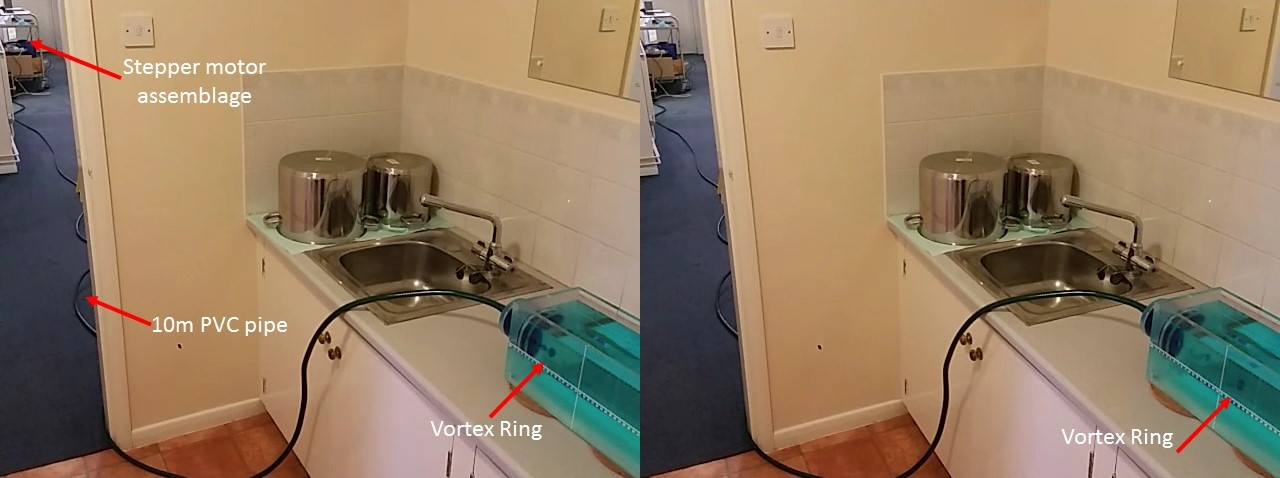 Stepper motor
assemblage
10m PVC pipe
Vortex Ring
Vortex Ring